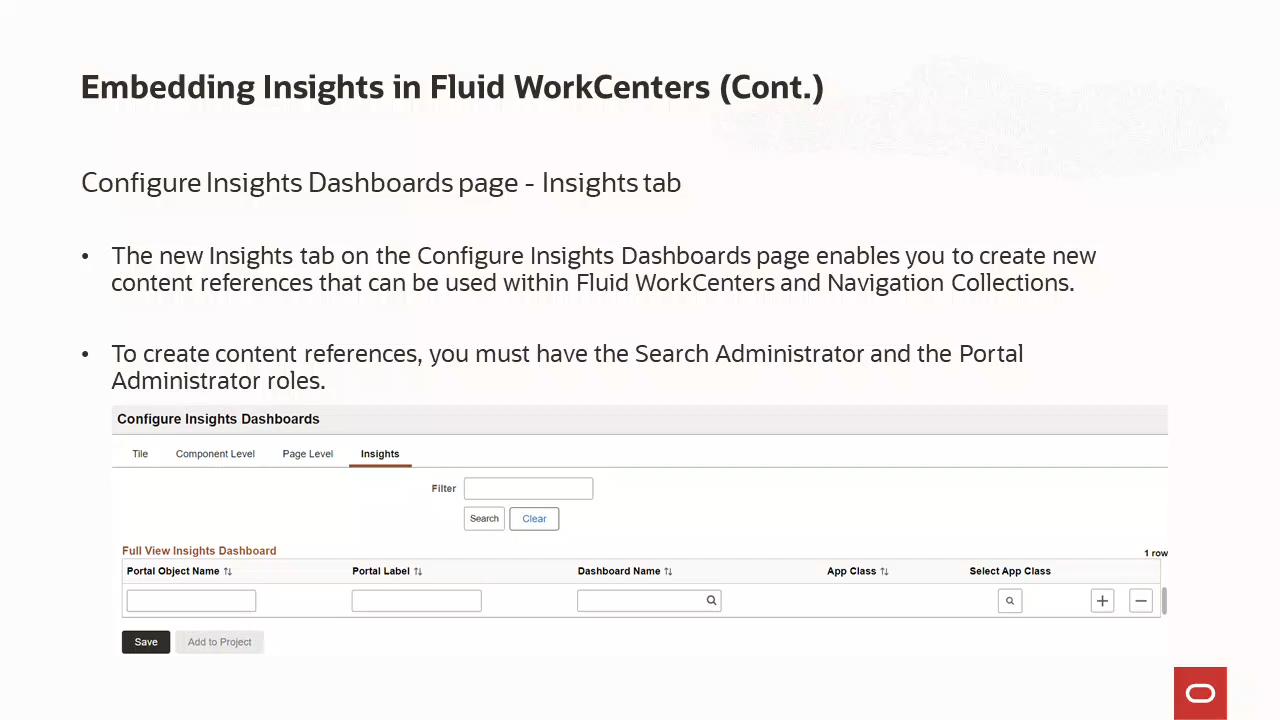 Embedding Insights in Fluid WorkCenters (Cont.)
Configure Insights Dashboards page - Insights tab
• The new Insights tab on the Configure Insights Dashboards page enables you to create new
content references that can be used within Fluid WorkCenters and Navigation Collections.
• To create content references, you must have the Search Administrator and the Portal
Administrator roles.
Configure Insights Dashboards
Tile Component Level Page Level Insights
Filter
Search Clear
Full View Insights Dashboard 1 row
Portal Object Name ↑↓ Portal Label ↑↓ Dashboard Name ↑↓ App Class ↑↓ Select App Class
Save Add to Project